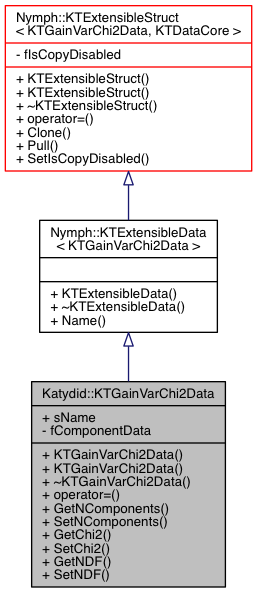 Nymph::KTExtensibleStruct
< KTGainVarChi2Data, KTDataCore >
- fIsCopyDisabled
+ KTExtensibleStruct()
+ KTExtensibleStruct()
+ ~KTExtensibleStruct()
+ operator=()
+ Clone()
+ Pull()
+ SetIsCopyDisabled()
Nymph::KTExtensibleData
< KTGainVarChi2Data >
+ KTExtensibleData()
+ ~KTExtensibleData()
+ Name()
Katydid::KTGainVarChi2Data
+ sName
- fComponentData
+ KTGainVarChi2Data()
+ KTGainVarChi2Data()
+ ~KTGainVarChi2Data()
+ operator=()
+ GetNComponents()
+ SetNComponents()
+ GetChi2()
+ SetChi2()
+ GetNDF()
+ SetNDF()